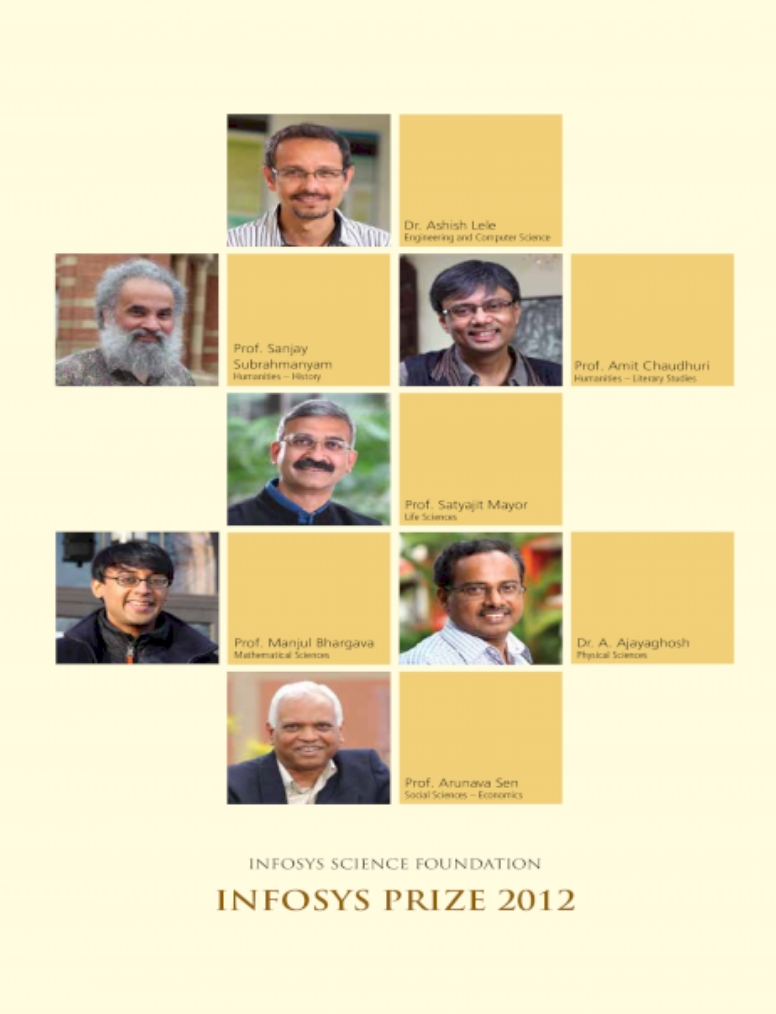 Dr. Ashish Lele
Engineering and Computer Science
Prof. Sanjay
Subrahmanyam
Humanities – History
Prof. Amit Chaudhuri
Humanities – Literary Studies
Prof. Satyajit Mayor
Life Sciences
Prof. Manjul Bhargava
Mathematical Sciences
Dr. A. Ajayaghosh
Physical Sciences
Prof. Arunava Sen
Social Sciences – Economics
INFOSYS SCIENCE FOUNDATION
INFOSYS PRIZE 2012